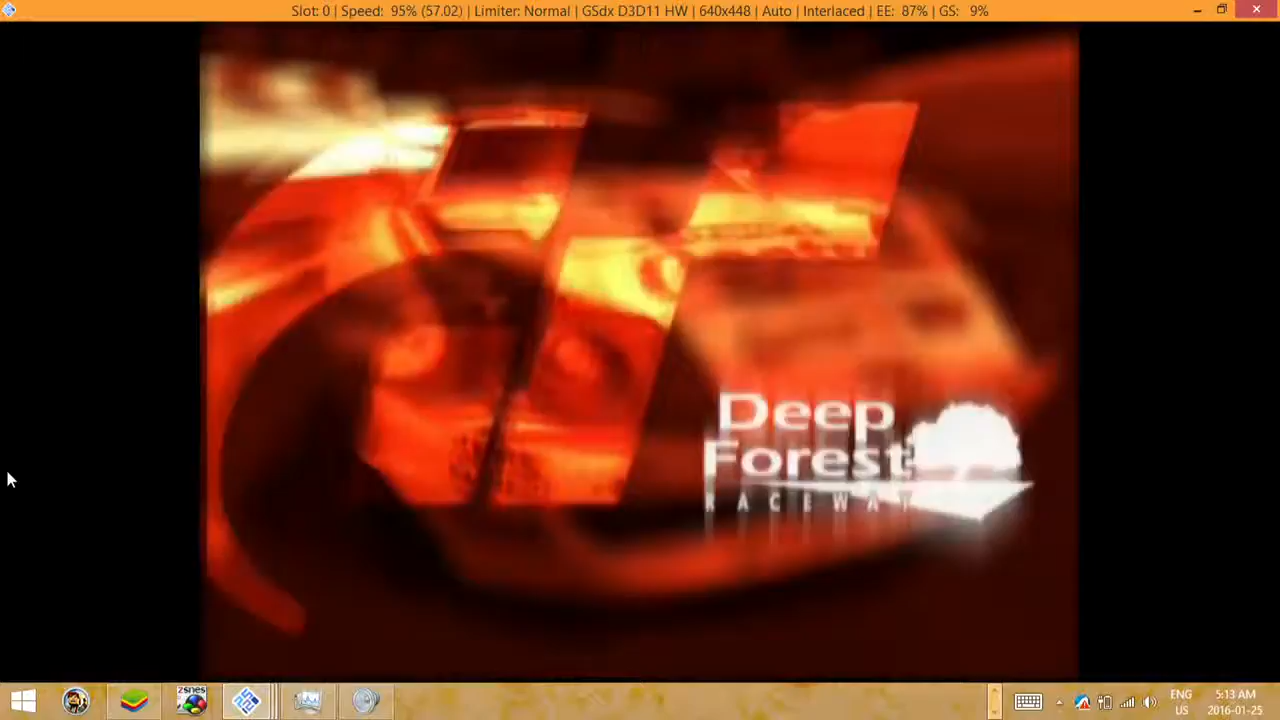 Slot: 0 | Speed: 95% (57.02) | Limiter: Normal | GSdx D3D11 HW | 640x448 | Auto | Interlaced | EE: 87% | GS: 9%
Deep
Forest
RACEWAY
zsnes
ENG
US
5:13 AM
2016-01-25